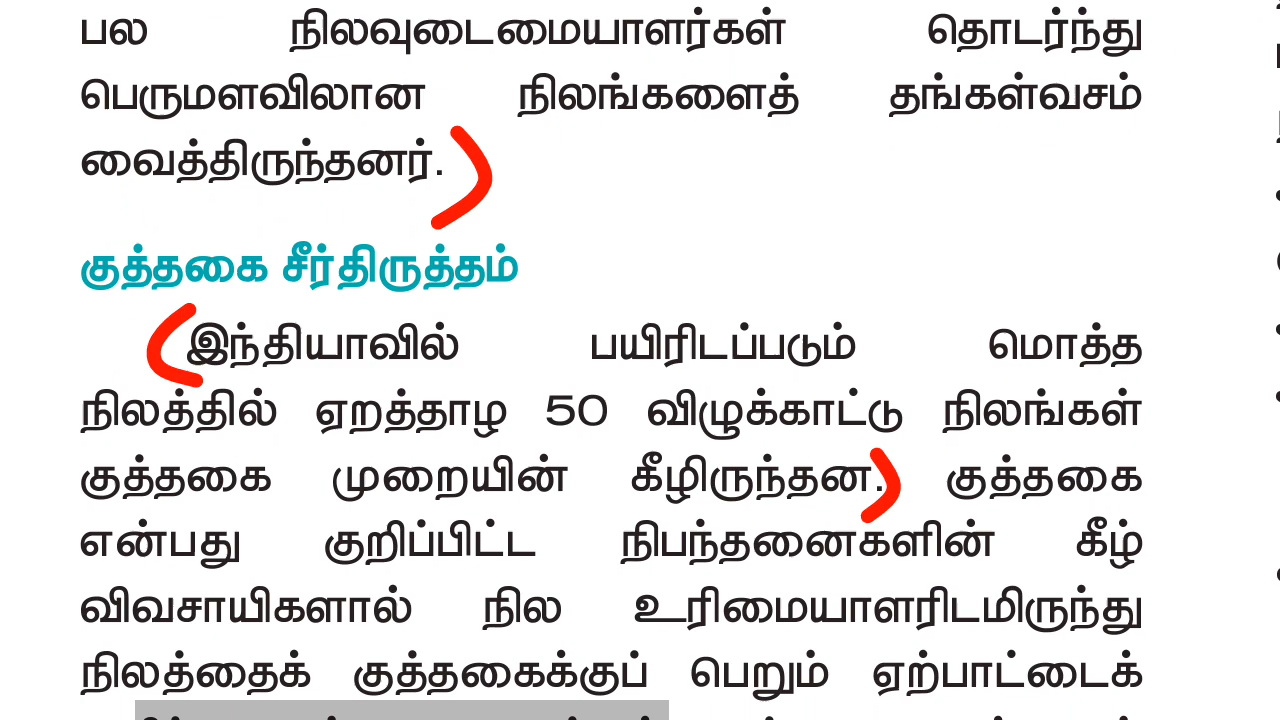 பல நிலவுடைமையாளர்கள் தொடர்ந்து
பெருமளவிலான நிலங்களைத் தங்கள்வசம்
வைத்திருந்தனர்.
குத்தகை சீர்திருத்தம்
இந்தியாவில் பயிரிடப்படும் மொத்த
நிலத்தில் ஏறத்தாழ 50 விழுக்காட்டு நிலங்கள்
குத்தகை முறையின் கீழிருந்தன. குத்தகை
என்பது குறிப்பிட்ட நிபந்தனைகளின் கீழ்
விவசாயிகளால் நில உரிமையாளரிடமிருந்து
நிலத்தைக் குத்தகைக்குப் பெறும் ஏற்பாட்டைக்